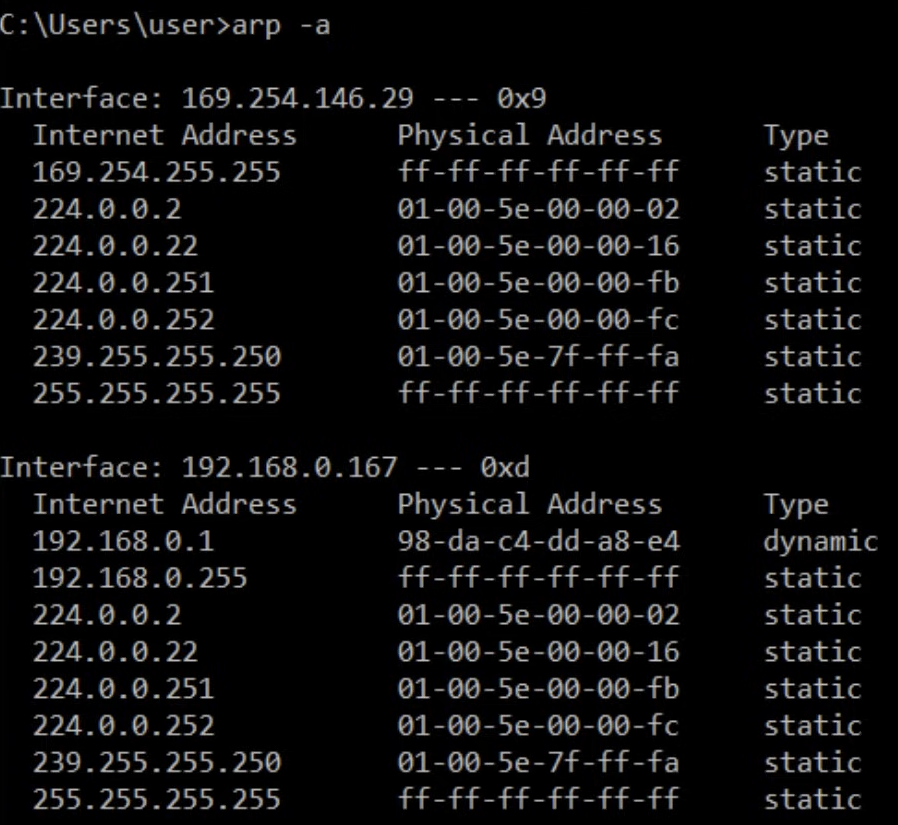 C:\Users\user>arp -a
Interface: 169.254.146.29 --- 0x9
Internet Address Physical Address Type
169.254.255.255 ff-ff-ff-ff-ff-ff static
224.0.0.2 01-00-5e-00-00-02 static
224.0.0.22 01-00-5e-00-00-16 static
224.0.0.251 01-00-5e-00-00-fb static
224.0.0.252 01-00-5e-00-00-fc static
239.255.255.250 01-00-5e-7f-ff-fa static
255.255.255.255 ff-ff-ff-ff-ff-ff static
Interface: 192.168.0.167 --- 0xd
Internet Address Physical Address Type
192.168.0.1 98-da-c4-dd-a8-e4 dynamic
192.168.0.255 ff-ff-ff-ff-ff-ff static
224.0.0.2 01-00-5e-00-00-02 static
224.0.0.22 01-00-5e-00-00-16 static
224.0.0.251 01-00-5e-00-00-fb static
224.0.0.252 01-00-5e-00-00-fc static
239.255.255.250 01-00-5e-7f-ff-fa static
255.255.255.255 ff-ff-ff-ff-ff-ff static